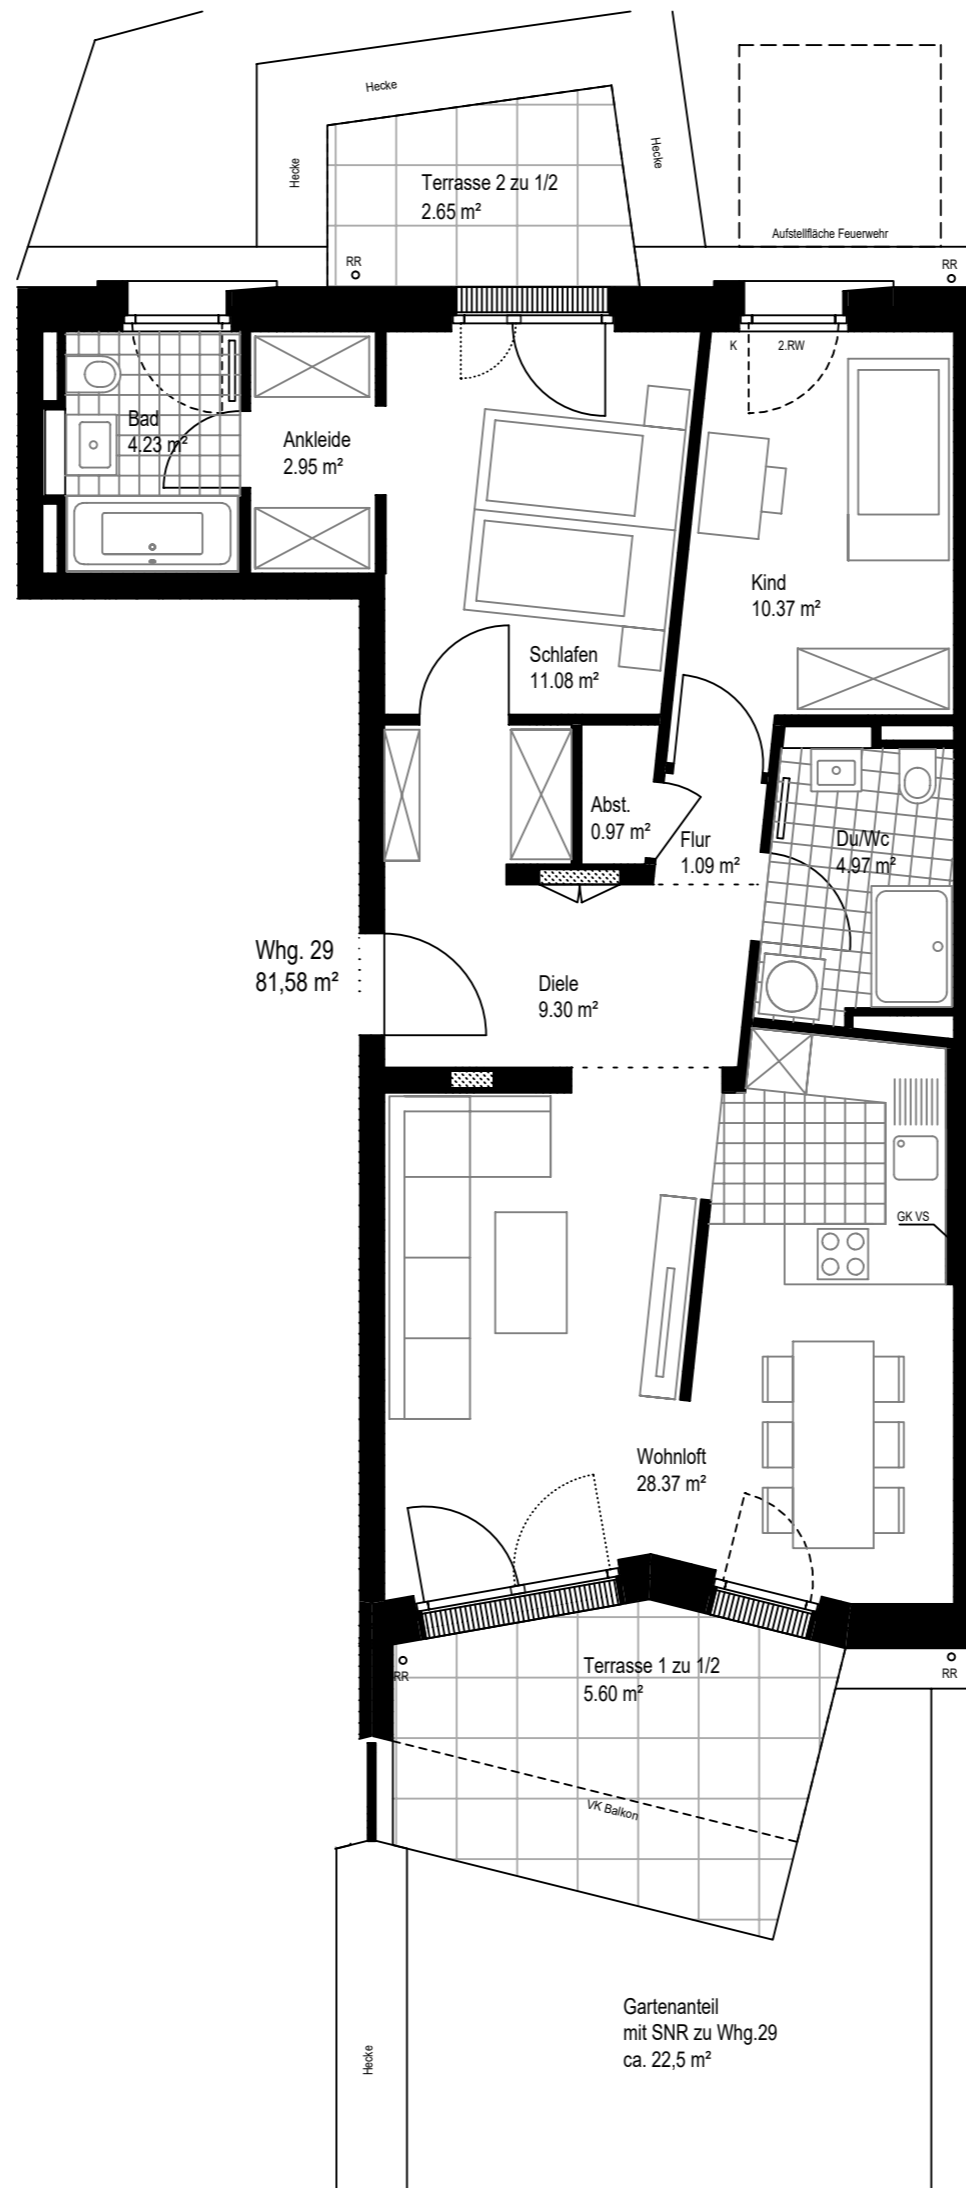 Hecke
Hecke
Hecke
Terrasse 2 zu 1/2
2.65 m²
Aufstellfläche Feuerwehr
RR
RR
K
2.RW
Bad
4.23 m²
Ankleide
2.95 m²
Kind
10.37 m²
Schlafen
11.08 m²
Abst.
0.97 m²
Flur
1.09 m²
Du/Wc
4.97 m²
Whg. 29
81,58 m²
Diele
9.30 m²
GK VS
Wohnloft
28.37 m²
RR
Terrasse 1 zu 1/2
5.60 m²
RR
VK Balkon
Gartenanteil
mit SNR zu Whg.29
ca. 22,5 m²
Hecke